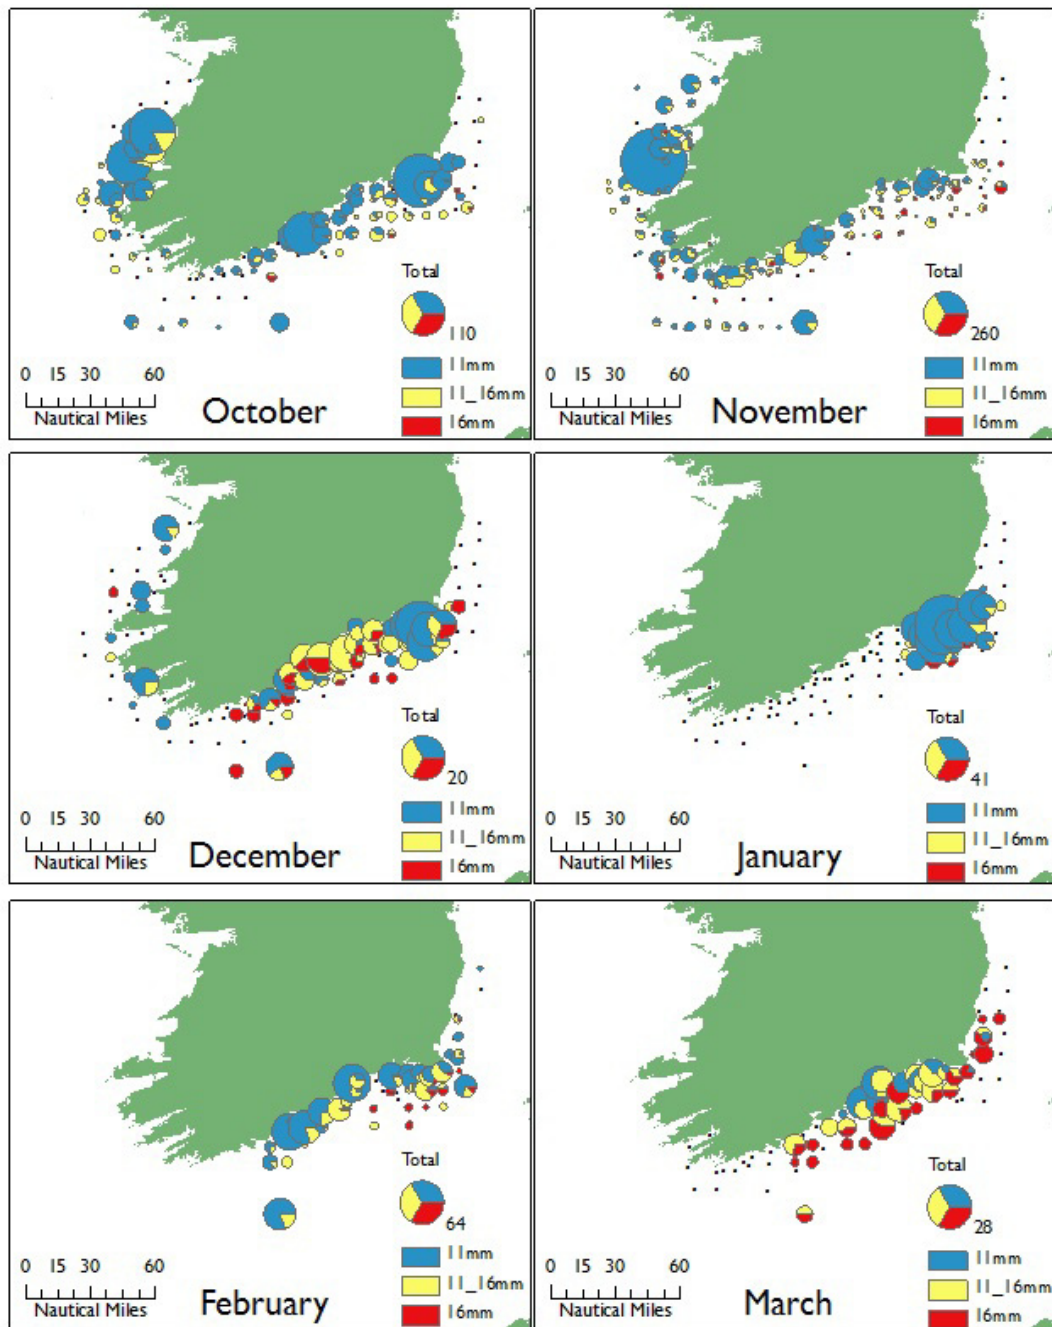 Total
110
11mm
11_16mm
16mm
0 15 30 60
Nautical Miles
October
Total
260
11mm
11_16mm
16mm
0 15 30 60
Nautical Miles
November
Total
20
11mm
11_16mm
16mm
0 15 30 60
Nautical Miles
December
Total
41
11mm
11_16mm
16mm
0 15 30 60
Nautical Miles
January
Total
64
11mm
11_16mm
16mm
0 15 30 60
Nautical Miles
February
Total
28
11mm
11_16mm
16mm
0 15 30 60
Nautical Miles
March